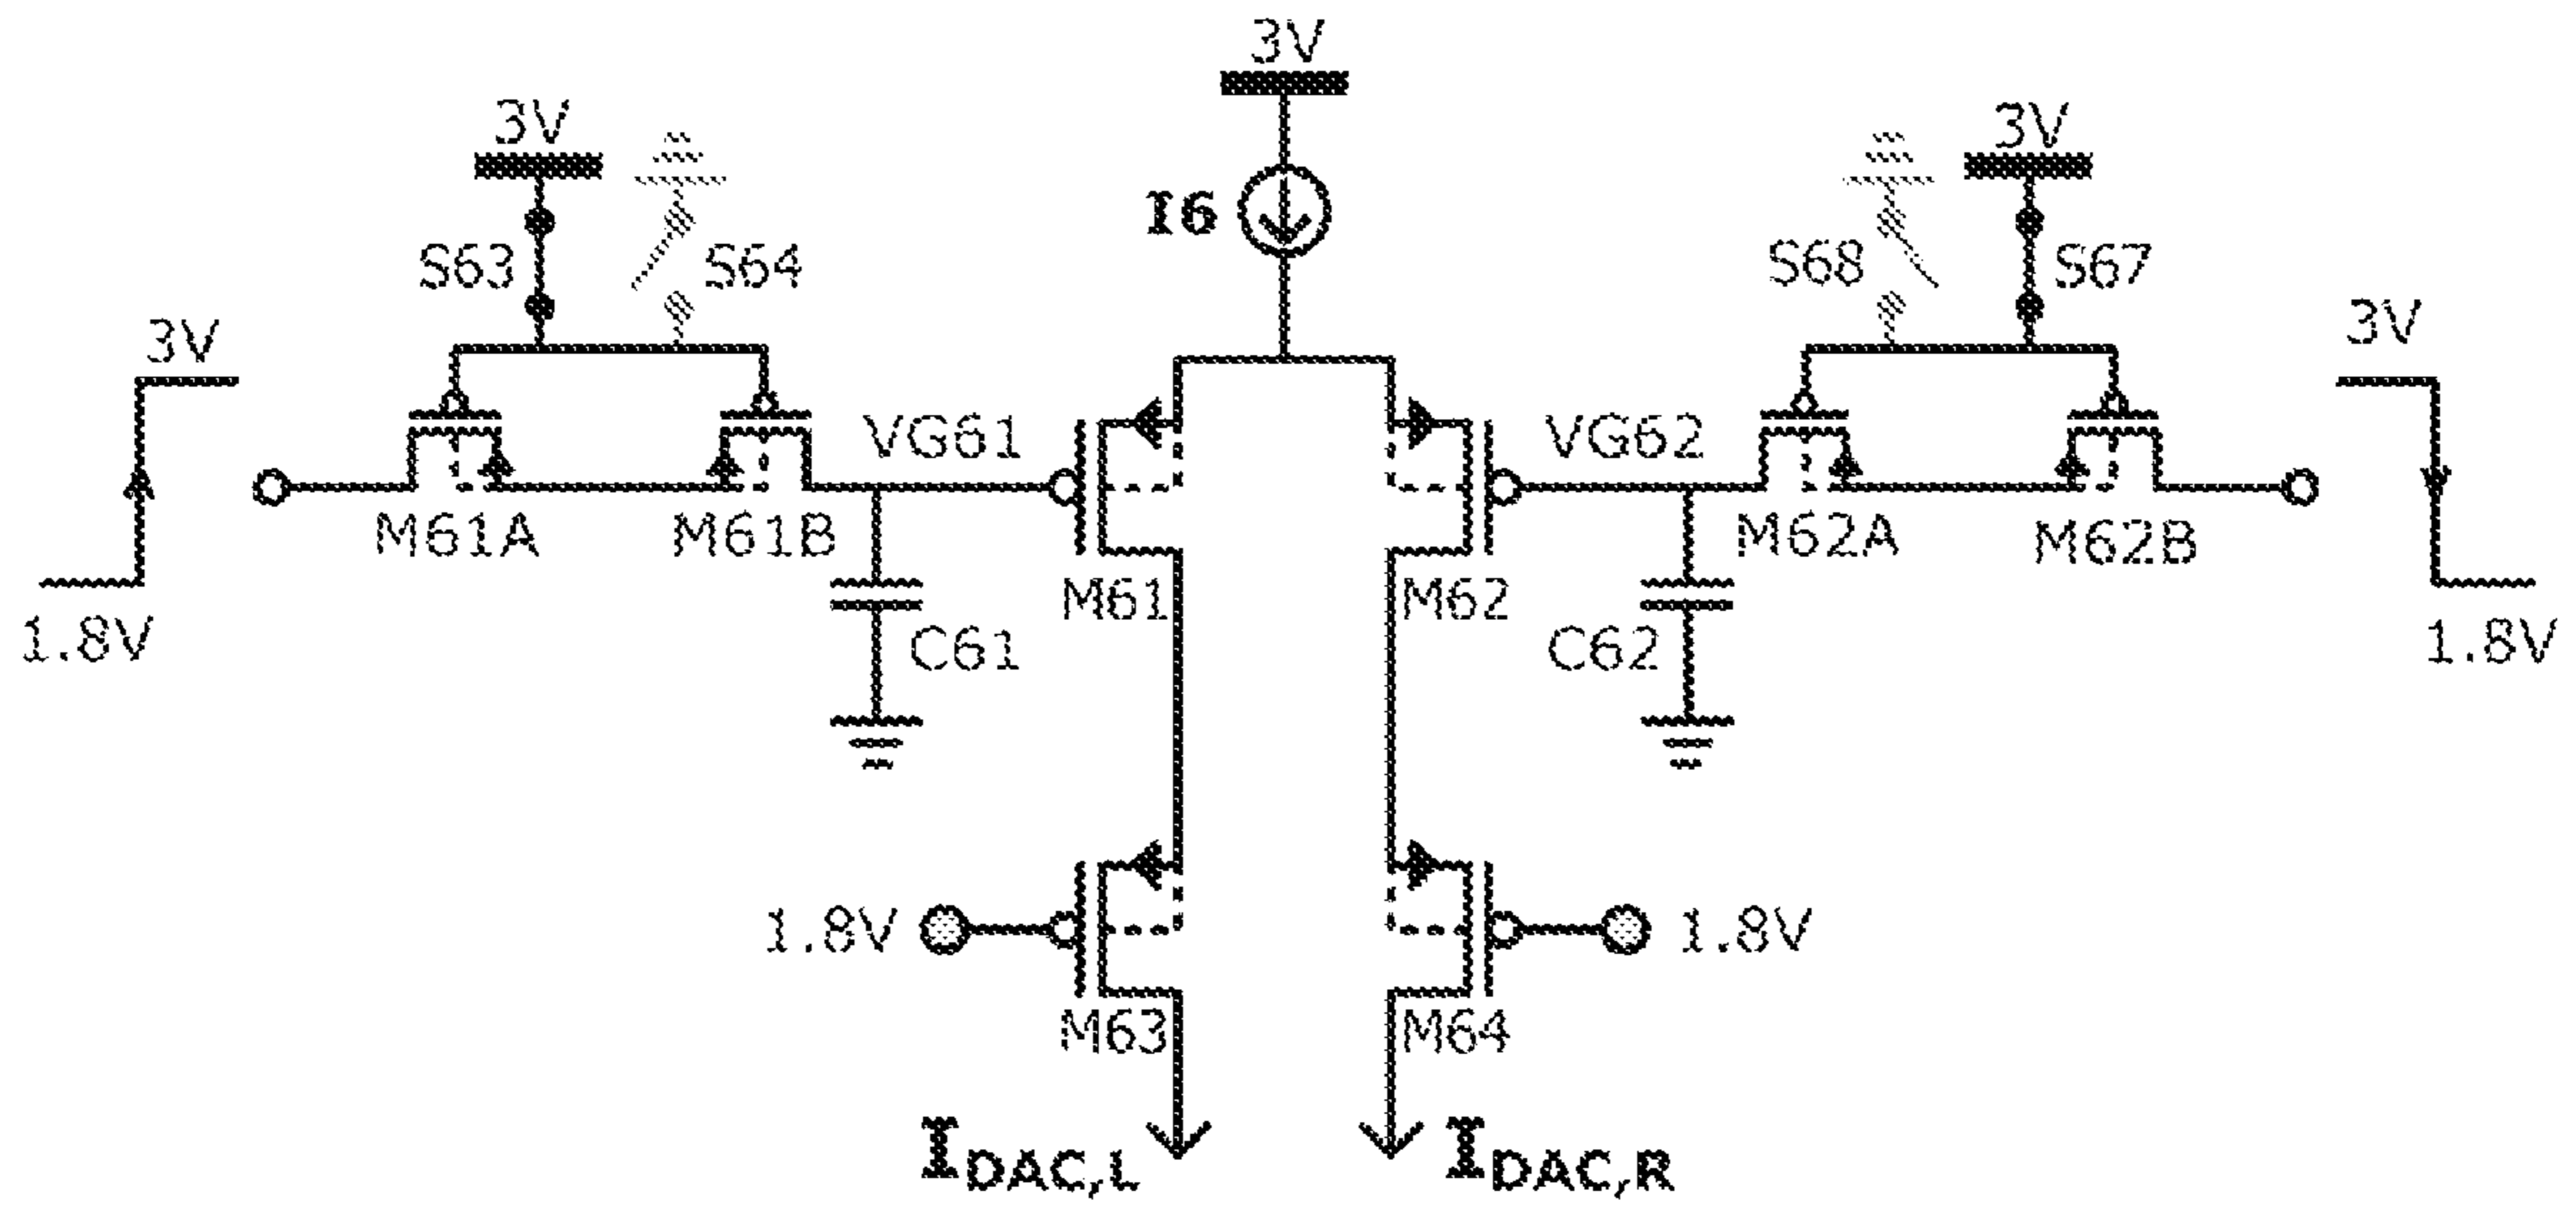 3V
3V
3V
I6
S63
S64
S68
S67
3V
3V
VG61
VG62
M61A
M61B
M62A
M62B
M61
M62
1.8V
C61
C62
1.8V
1.8V
1.8V
M63
M64
IDAC,L
IDAC,R